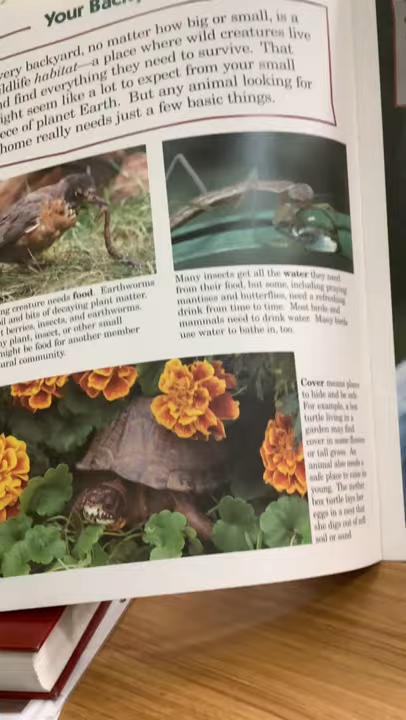 Your Back
very backyard, no matter how big or small, is a
ildlife habitat—a place where wild creatures live
nd find everything they need to survive. That
ight seem like a lot to expect from your small
ece of planet Earth. But any animal looking for
home really needs just a few basic things.
ng creature needs food. Earthworms
il and bits of decaying plant matter.
t berries, insects, and earthworms.
y plant, insect, or other small
might be food for another member
ural community.
Many insects get all the water they need
from their food, but some, including praying
mantises and butterflies, need a refreshing
drink from time to time. Most birds and
mammals need to drink water. Many birds
use water to bathe in, too.
Cover means places
to hide and be safe.
For example, a box
turtle living in a
garden may find
cover in some flowers
or tall grass. An
animal also needs a
safe place to raise its
young. The mother
box turtle lays her
eggs in a nest that
she digs out of soft
soil or sand